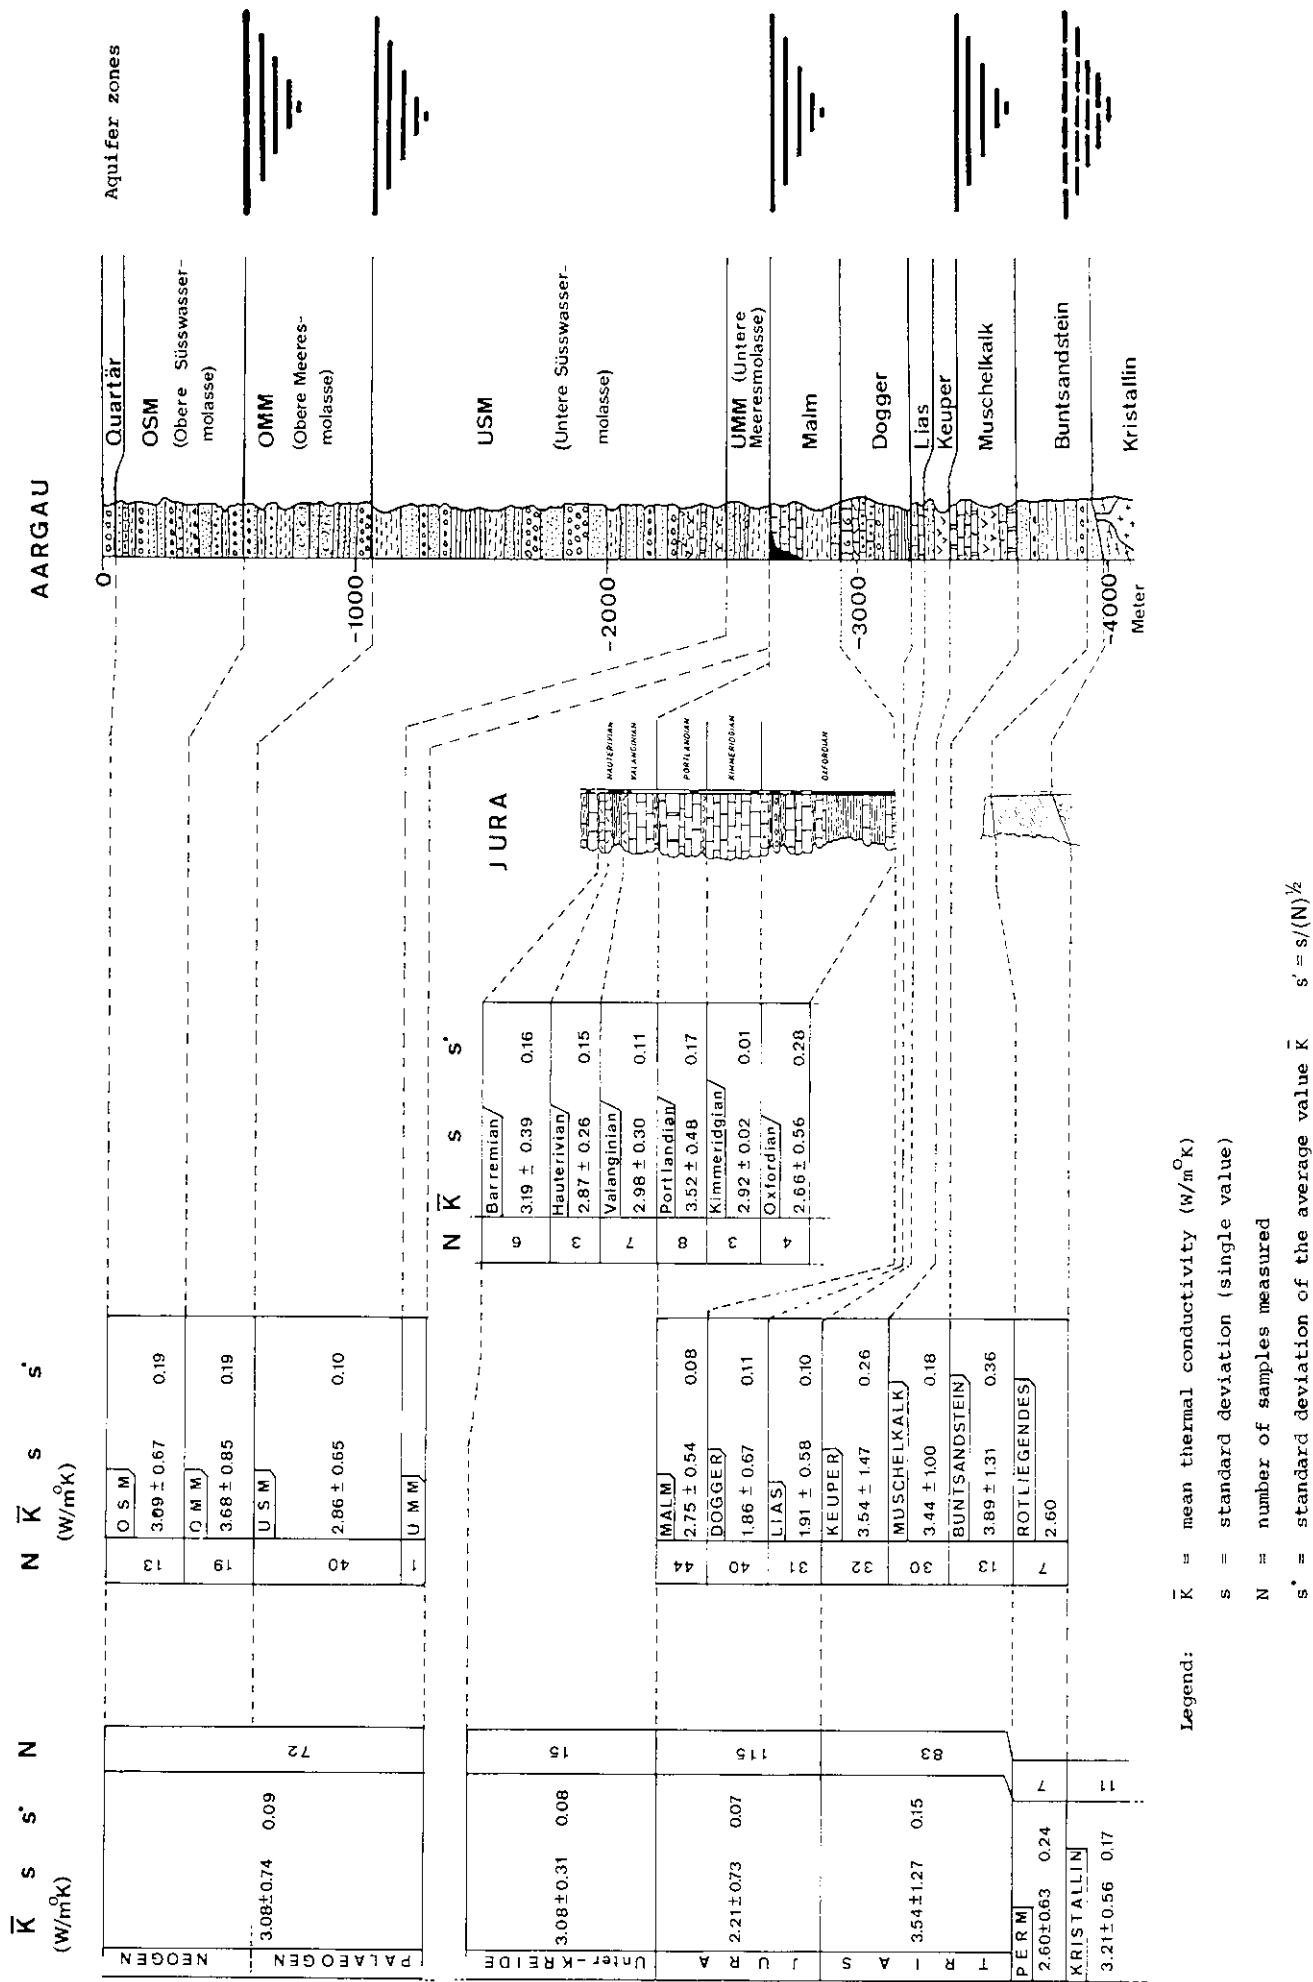 K̄ s s' N
(W/m°K)
NEOGEN
PALAEOGEN
3.08±0.74 0.09
72
Unter-KREIDE
3.08±0.31 0.08
15
JURA
2.21±0.73 0.07
115
TRIAS
3.54±1.27 0.15
83
PERM
2.60±0.63 0.24
7
KRISTALLIN
3.21±0.56 0.17
11
N K̄ s s'
(W/m°K)
OSM
13 3.09±0.67 0.19
OMM
19 3.68±0.85 0.19
USM
40 2.86±0.65 0.10
UMM
1
MALM
44 2.75±0.54 0.08
DOGGER
40 1.86±0.67 0.11
LIAS
31 1.91±0.58 0.10
KEUPER
32 3.54±1.47 0.26
MUSCHELKALK
30 3.44±1.00 0.18
BUNTSANDSTEIN
13 3.89±1.31 0.36
ROTLIEGENDES
7 2.60
N K̄ s s'
Barremian
6 3.19 ± 0.39 0.16
Hauterivian
3 2.87 ± 0.26 0.15
Valanginian
7 2.98 ± 0.30 0.11
Portlandian
8 3.52 ± 0.48 0.17
Kimmeridgian
3 2.92 ± 0.02 0.01
Oxfordian
4 2.66 ± 0.56 0.28
JURA
HAUTERIVIAN
VALANGINIAN
PORTLANDIAN
KIMMERIDGIAN
OXFORDIAN
AARGAU
0
-1000
-2000
-3000
-4000
Meter
Quartär
OSM
(Obere Süsswasser-
molasse)
OMM
(Obere Meeres-
molasse)
USM
(Untere Süsswasser-
molasse)
UMM (Untere
Meeresmolasse)
Malm
Dogger
Lias
Keuper
Muschelkalk
Buntsandstein
Kristallin
Aquifer zones
Legend: K̄ = mean thermal conductivity (W/m°K)
s = standard deviation (single value)
N = number of samples measured
s' = standard deviation of the average value K̄ s' = s/(N)½